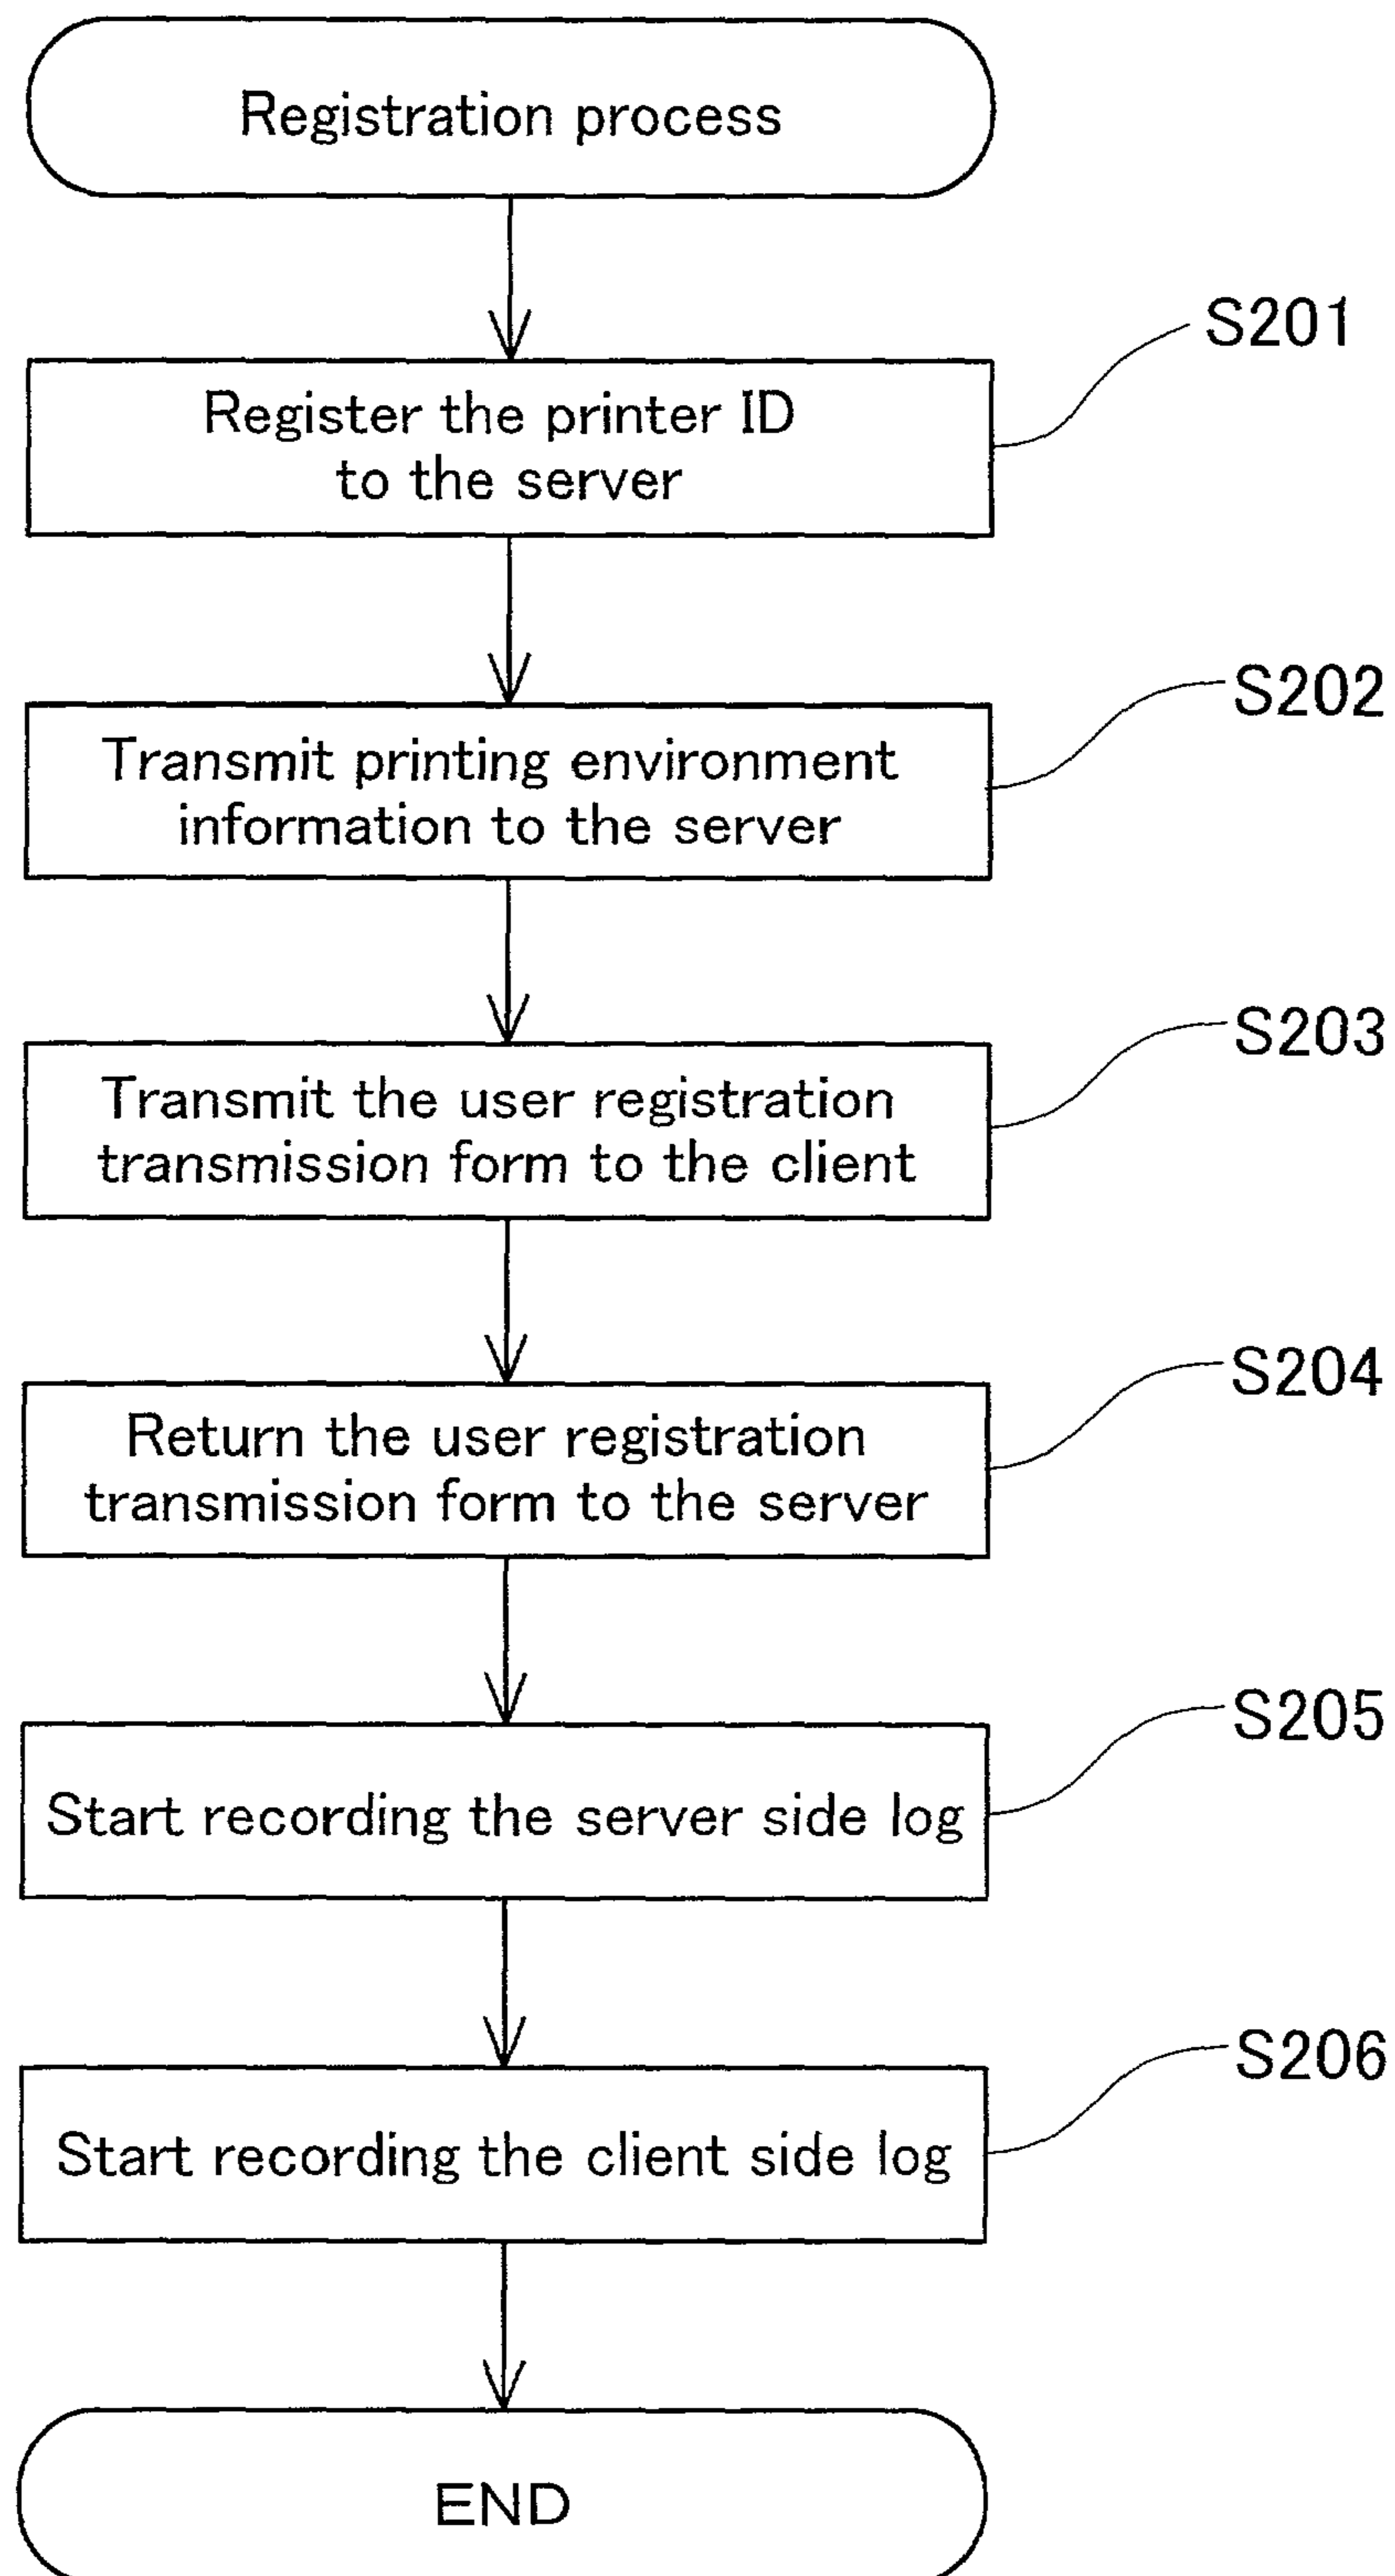 Registration process
S201
Register the printer ID
to the server
S202
Transmit printing environment
information to the server
S203
Transmit the user registration
transmission form to the client
S204
Return the user registration
transmission form to the server
S205
Start recording the server side log
S206
Start recording the client side log
END